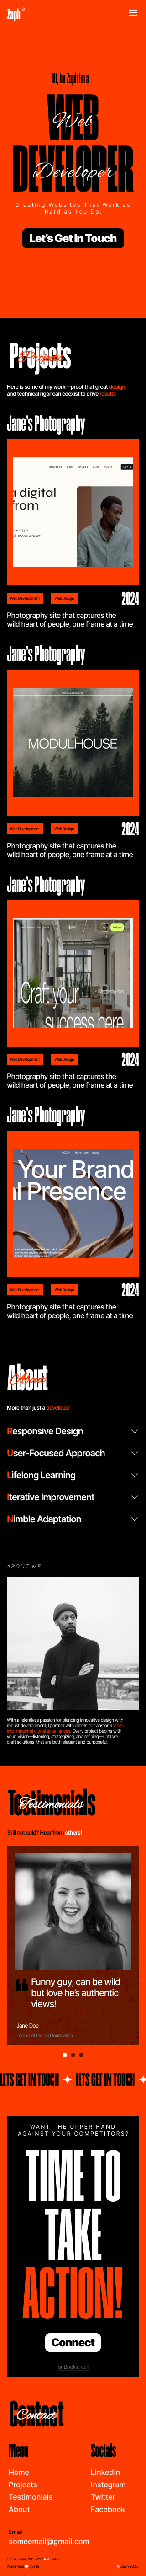 Zaph ®
Hi, Im Zaph Im a
WEB
Web
DEVELOPER
Developer
Creating Websites That Work as
Hard as You Do.
Let's Get In Touch
Projects
Projects
Here is some of my work—proof that great design
and technical rigor can coexist to drive results
Jane's Photography
a digital
from
Web Development Web Design 2024
Photography site that captures the
wild heart of people, one frame at a time
Jane's Photography
MODULHOUSE
Web Development Web Design 2024
Photography site that captures the
wild heart of people, one frame at a time
Jane's Photography
Craft your
success here
Web Development Web Design 2024
Photography site that captures the
wild heart of people, one frame at a time
Jane's Photography
Your Brand
l Presence
Web Development Web Design 2024
Photography site that captures the
wild heart of people, one frame at a time
About
About
More than just a developer
Responsive Design
User-Focused Approach
Lifelong Learning
Iterative Improvement
Nimble Adaptation
ABOUT ME
With a relentless passion for blending innovative design with
robust development, I partner with clients to transform ideas
into impactful digital experiences. Every project begins with
your vision—listening, strategizing, and refining—until we
craft solutions that are both elegant and purposeful.
Testimonials
Testimonials
Still not sold? Hear from others!
Funny guy, can be wild
but love he's authentic
views!
Jane Doe
LETS GET IN TOUCH LETS GET IN TOUCH
WANT THE UPPER HAND
AGAINST YOUR COMPETITORS?
TIME TO
TAKE
ACTION!
Connect
or Book a call
Contact
Contact
Menu Socials
Home LinkedIn
Projects Instagram
Testimonials Twitter
About Facebook
Email
someemail@gmail.com
Made with by me